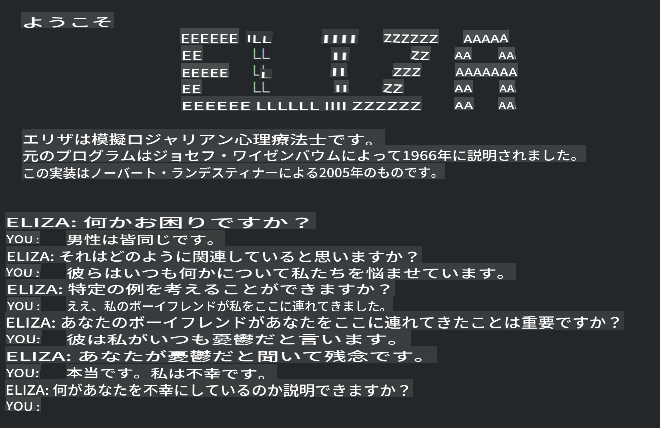 ようこそ
EEEEEE LLL IIII ZZZZZZ AAAAA
EE LL II ZZ AA AA
EEEEE LL II ZZZ AAAAAAA
EE LL II ZZ AA AA
EEEEEE LLLLLL IIII ZZZZZZ AA AA
エリザは模擬ロジャリアン心理療法士です。
元のプログラムはジョセフ・ワイゼンバウムによって1966年に説明されました。
この実装はノーバート・ランデスティナーによる2005年のものです。
ELIZA: 何かお困りですか？
YOU: 男性は皆同じです。
ELIZA: それはどのように関連していると思いますか？
YOU: 彼らはいつも何かについて私たちを悩ませています。
ELIZA: 特定の例を考えることができますか？
YOU: ええ、私のボーイフレンドが私をここに連れてきました。
ELIZA: あなたのボーイフレンドがあなたをここに連れてきたことは重要ですか？
YOU: 彼は私がいつも憂鬱だと言います。
ELIZA: あなたが憂鬱だと聞いて残念です。
YOU: 本当です。私は不幸です。
ELIZA: 何があなたを不幸にしているのか説明できますか？
YOU: